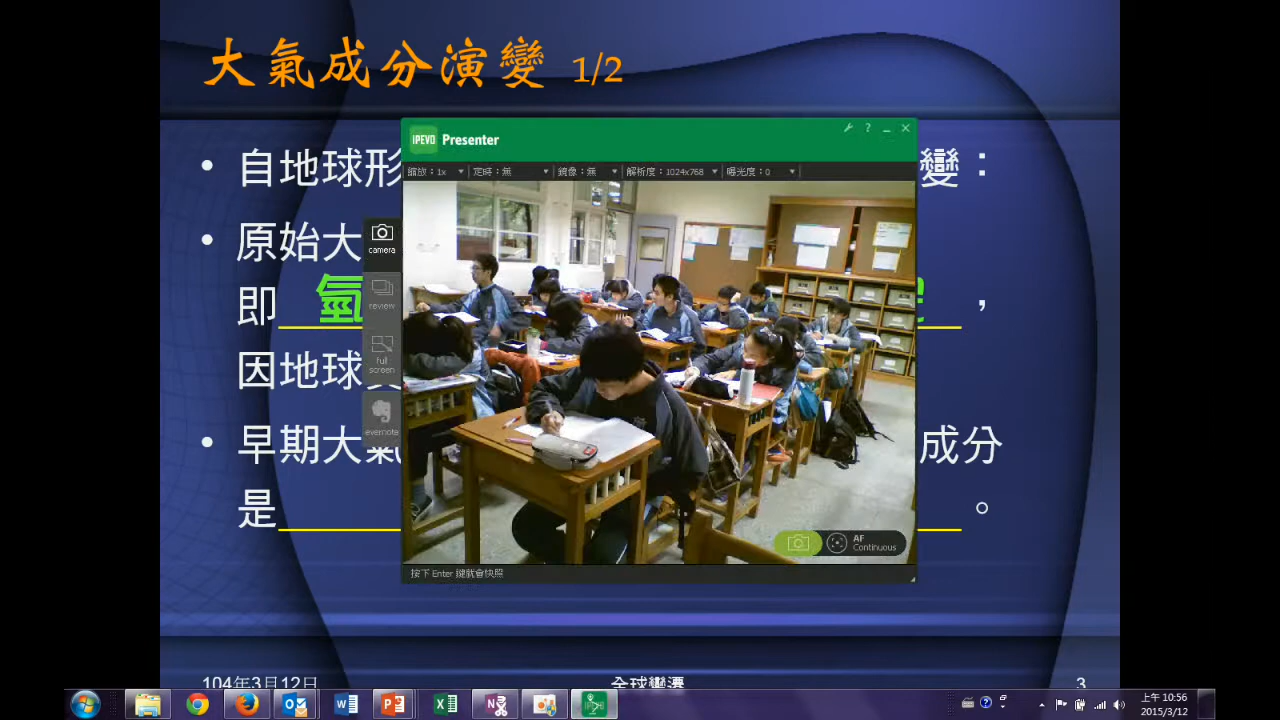 大氣成分演變 1/2
IPEVO Presenter
縮放：1x 定時：無 鏡像：無 解析度：1024x768 曝光度：0
• 自地球形 變：
• 原始大
即 氫 ，
因地球
• 早期大氣 成分
是 。
camera
review
full
screen
evernote
AF
Continuous
按下 Enter 鍵就會快照
104年3月12日 全球變遷 3
上午 10:56
2015/3/12